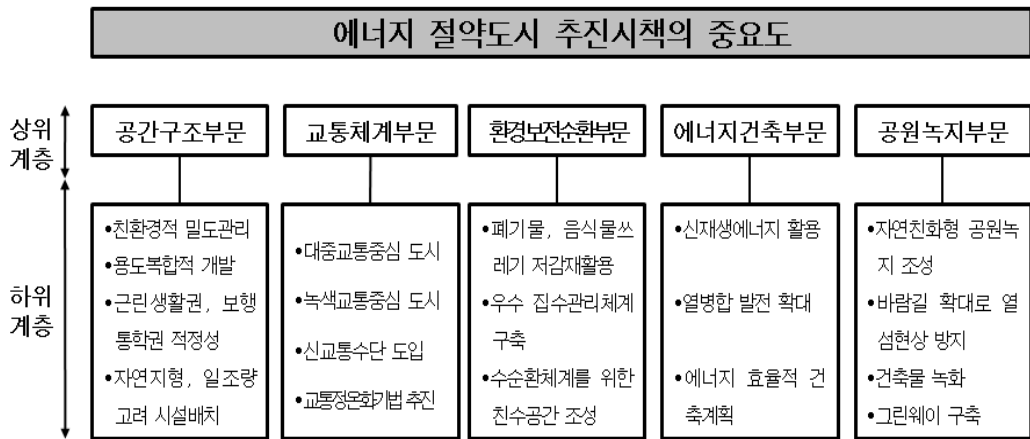 에너지 절약도시 추진시책의 중요도
상위
계층
공간구조부문
교통체계부문
환경보전순환부문
에너지건축부문
공원녹지부문
하위
계층
•친환경적 밀도관리
•용도복합적 개발
•근린생활권, 보행
통학권 적정성
•자연지형, 일조량
고려 시설배치
•대중교통중심 도시
•녹색교통중심 도시
•신교통수단 도입
•교통정온화기법 추진
•폐기물, 음식물쓰
레기 저감재활용
•우수 집수관리체계
구축
•수순환체계를 위한
친수공간 조성
•신재생에너지 활용
•열병합 발전 확대
•에너지 효율적 건
축계획
•자연친화형 공원녹
지 조성
•바람길 확대로 열
섬현상 방지
•건축물 녹화
•그린웨이 구축